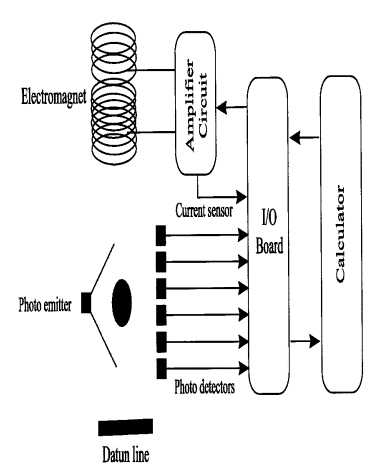 Electromagnet
Amplifier
Circuit
Current sensor
I/O
Board
Calculator
Photo emitter
Photo detectors
Datun line